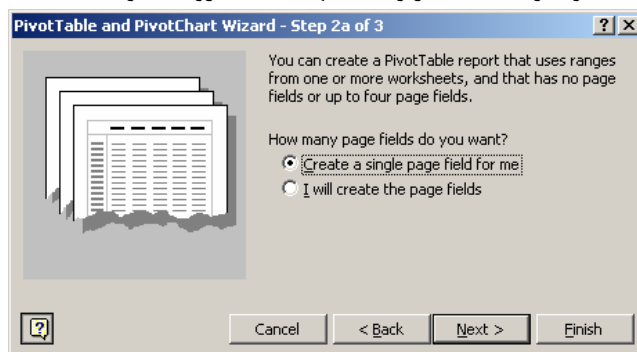 PivotTable and PivotChart Wizard - Step 2a of 3
? X
You can create a PivotTable report that uses ranges
from one or more worksheets, and that has no page
fields or up to four page fields.
How many page fields do you want?
Create a single page field for me
I will create the page fields
?
Cancel < Back Next > Finish